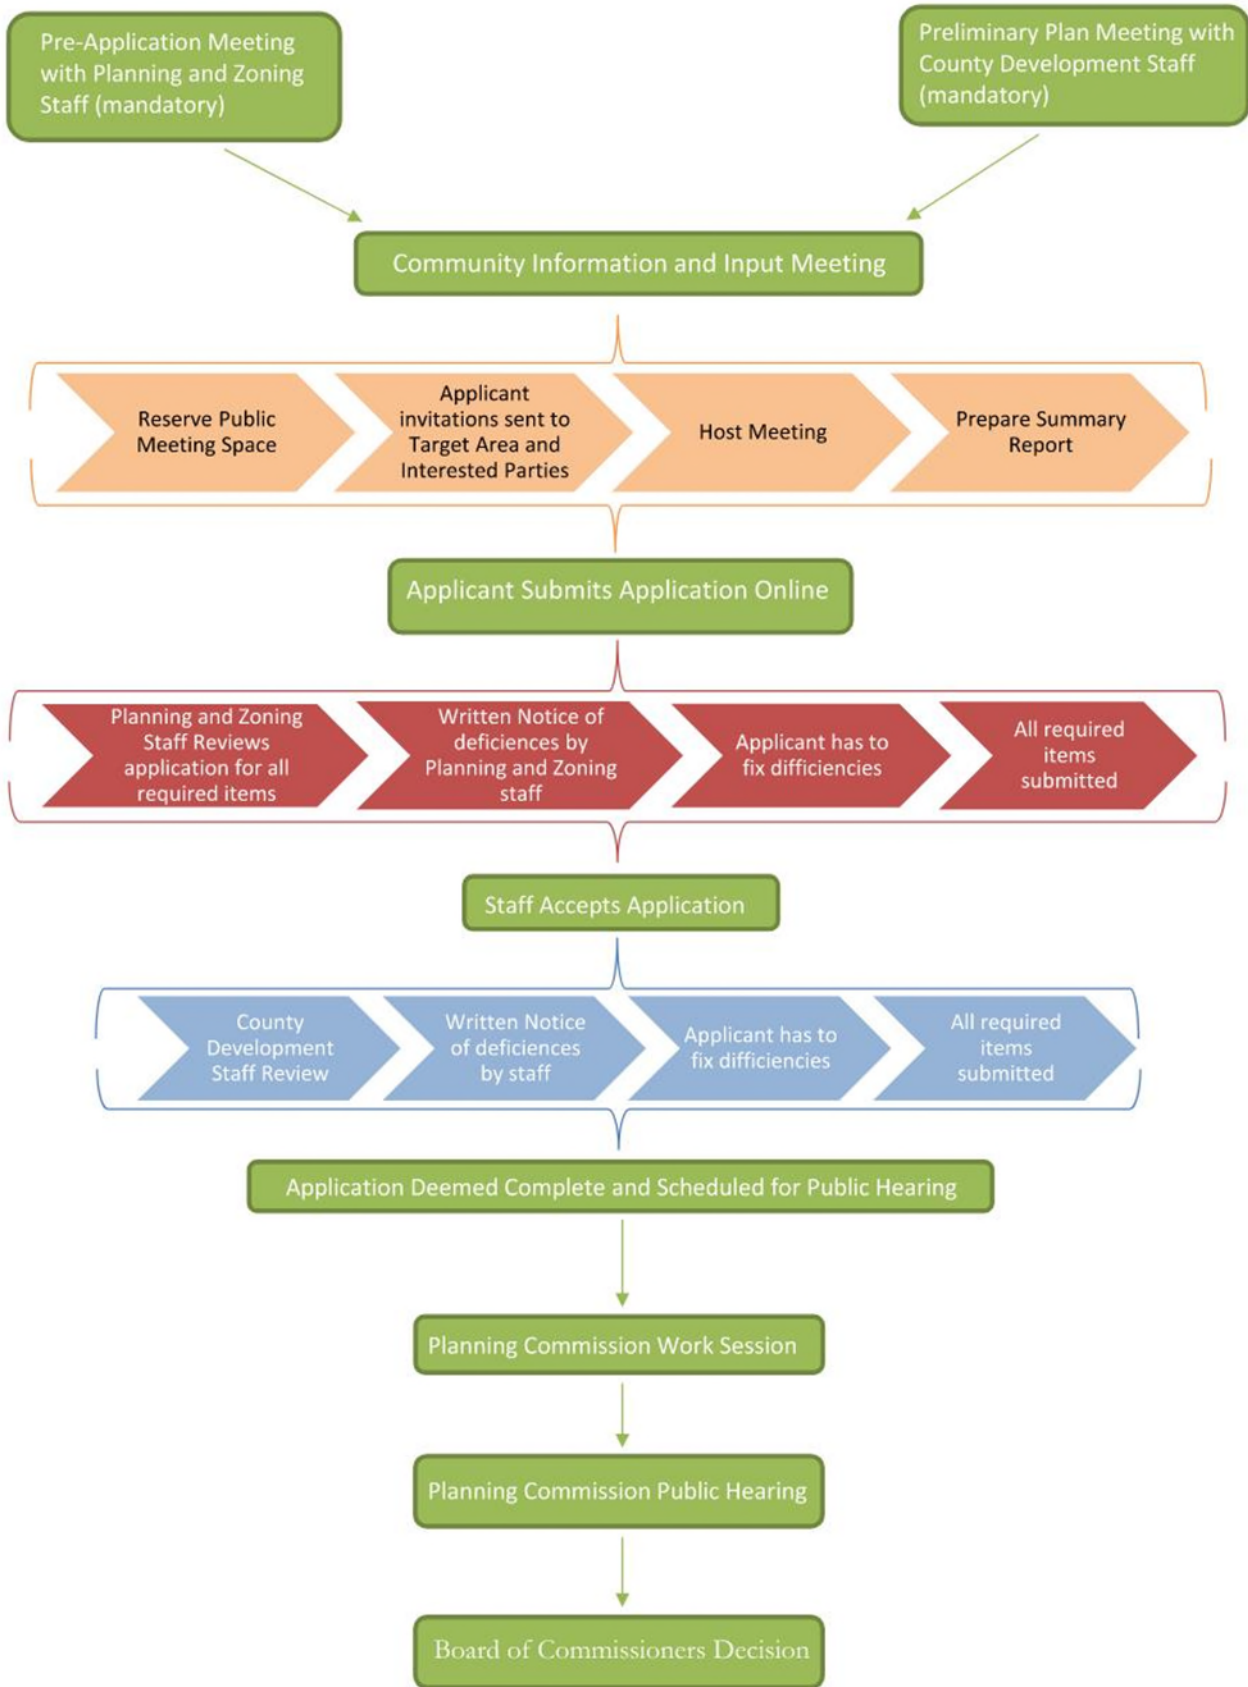 Pre-Application Meeting
with Planning and Zoning
Staff (mandatory)
Preliminary Plan Meeting with
County Development Staff
(mandatory)
Community Information and Input Meeting
Reserve Public
Meeting Space
Applicant
invitations sent to
Target Area and
Interested Parties
Host Meeting
Prepare Summary
Report
Applicant Submits Application Online
Planning and Zoning
Staff Reviews
application for all
required items
Written Notice of
deficiences by
Planning and Zoning
staff
Applicant has to
fix difficiencies
All required
items
submitted
Staff Accepts Application
County
Development
Staff Review
Written Notice
of deficiences
by staff
Applicant has to
fix difficiencies
All required
items
submitted
Application Deemed Complete and Scheduled for Public Hearing
Planning Commission Work Session
Planning Commission Public Hearing
Board of Commissioners Decision